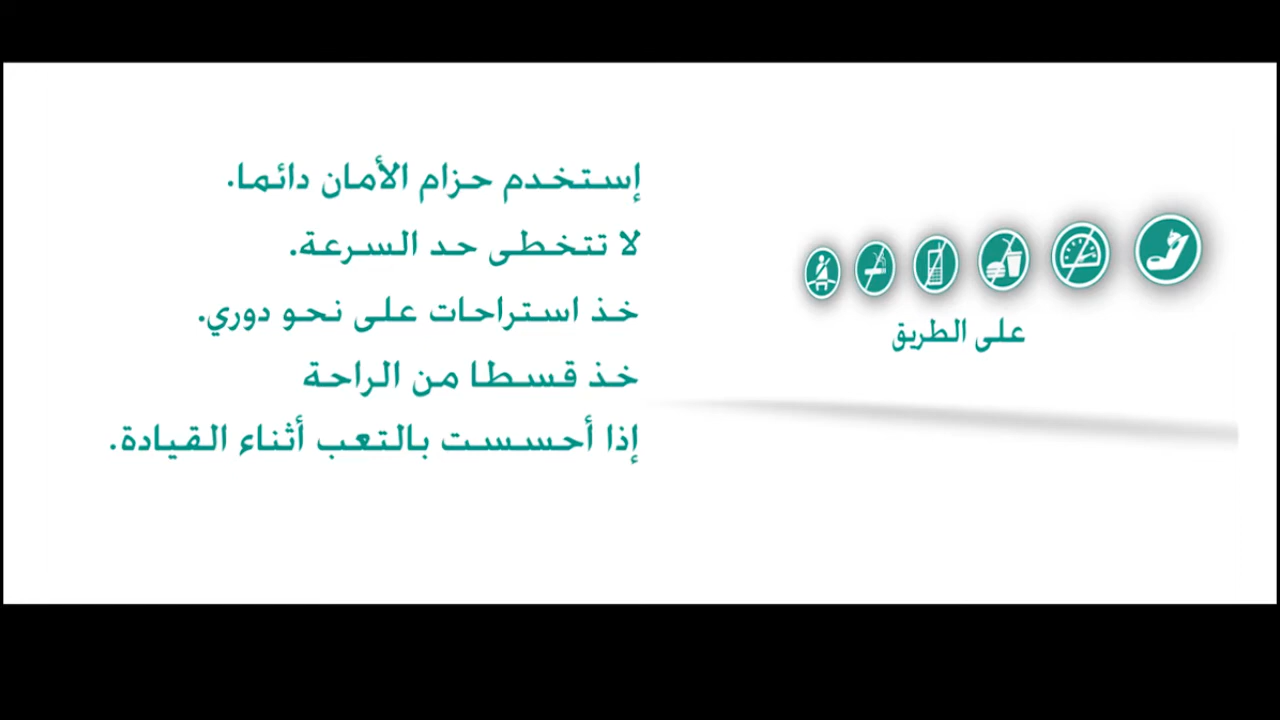 على الطريق
إستخدم حزام الأمان دائما.
لا تتخطى حد السرعة.
خذ استراحات على نحو دوري.
خذ قسطا من الراحة
إذا أحسست بالتعب أثناء القيادة.